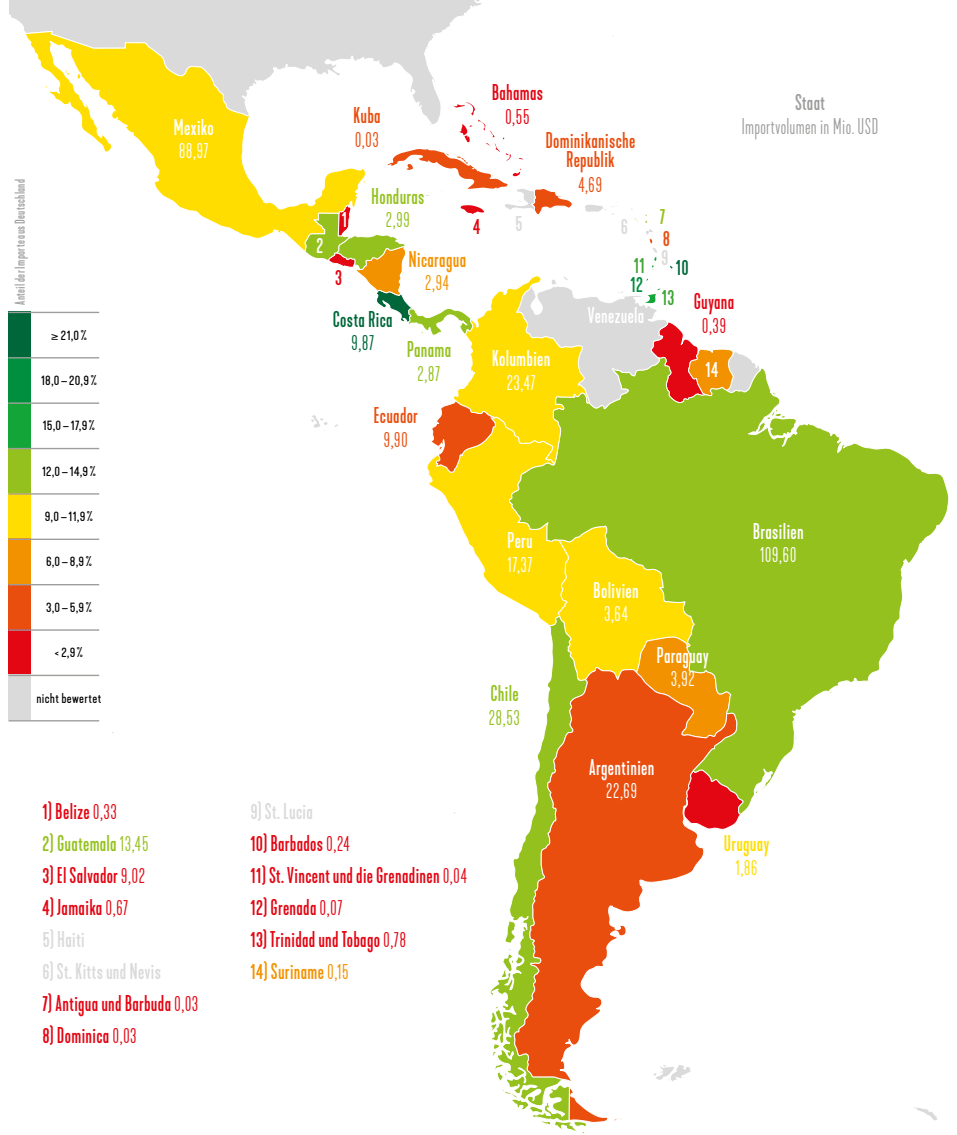 Staat
Importvolumen in Mio. USD
Bahamas
0,55
Kuba
0,03
Dominikanische
Republik
4,69
Mexiko
88,97
Honduras
2,99
1
2
3
4
5
6
7
8
9
10
11
12
13
Nicaragua
2,94
Costa Rica
9,87
Panama
2,87
Guyana
0,39
Venezuela
14
Kolumbien
23,47
Ecuador
9,90
Peru
17,37
Brasilien
109,60
Bolivien
3,64
Paraguay
3,92
Chile
28,53
Argentinien
22,69
Uruguay
1,86
Anteil der Importe aus Deutschland
≥ 21,0 %
18,0 – 20,9 %
15,0 – 17,9 %
12,0 – 14,9 %
9,0 – 11,9 %
6,0 – 8,9 %
3,0 – 5,9 %
< 2,9 %
nicht bewertet
1) Belize 0,33
2) Guatemala 13,45
3) El Salvador 9,02
4) Jamaika 0,67
5) Haiti
6) St. Kitts und Nevis
7) Antigua und Barbuda 0,03
8) Dominica 0,03
9) St. Lucia
10) Barbados 0,24
11) St. Vincent und die Grenadinen 0,04
12) Grenada 0,07
13) Trinidad und Tobago 0,78
14) Suriname 0,15